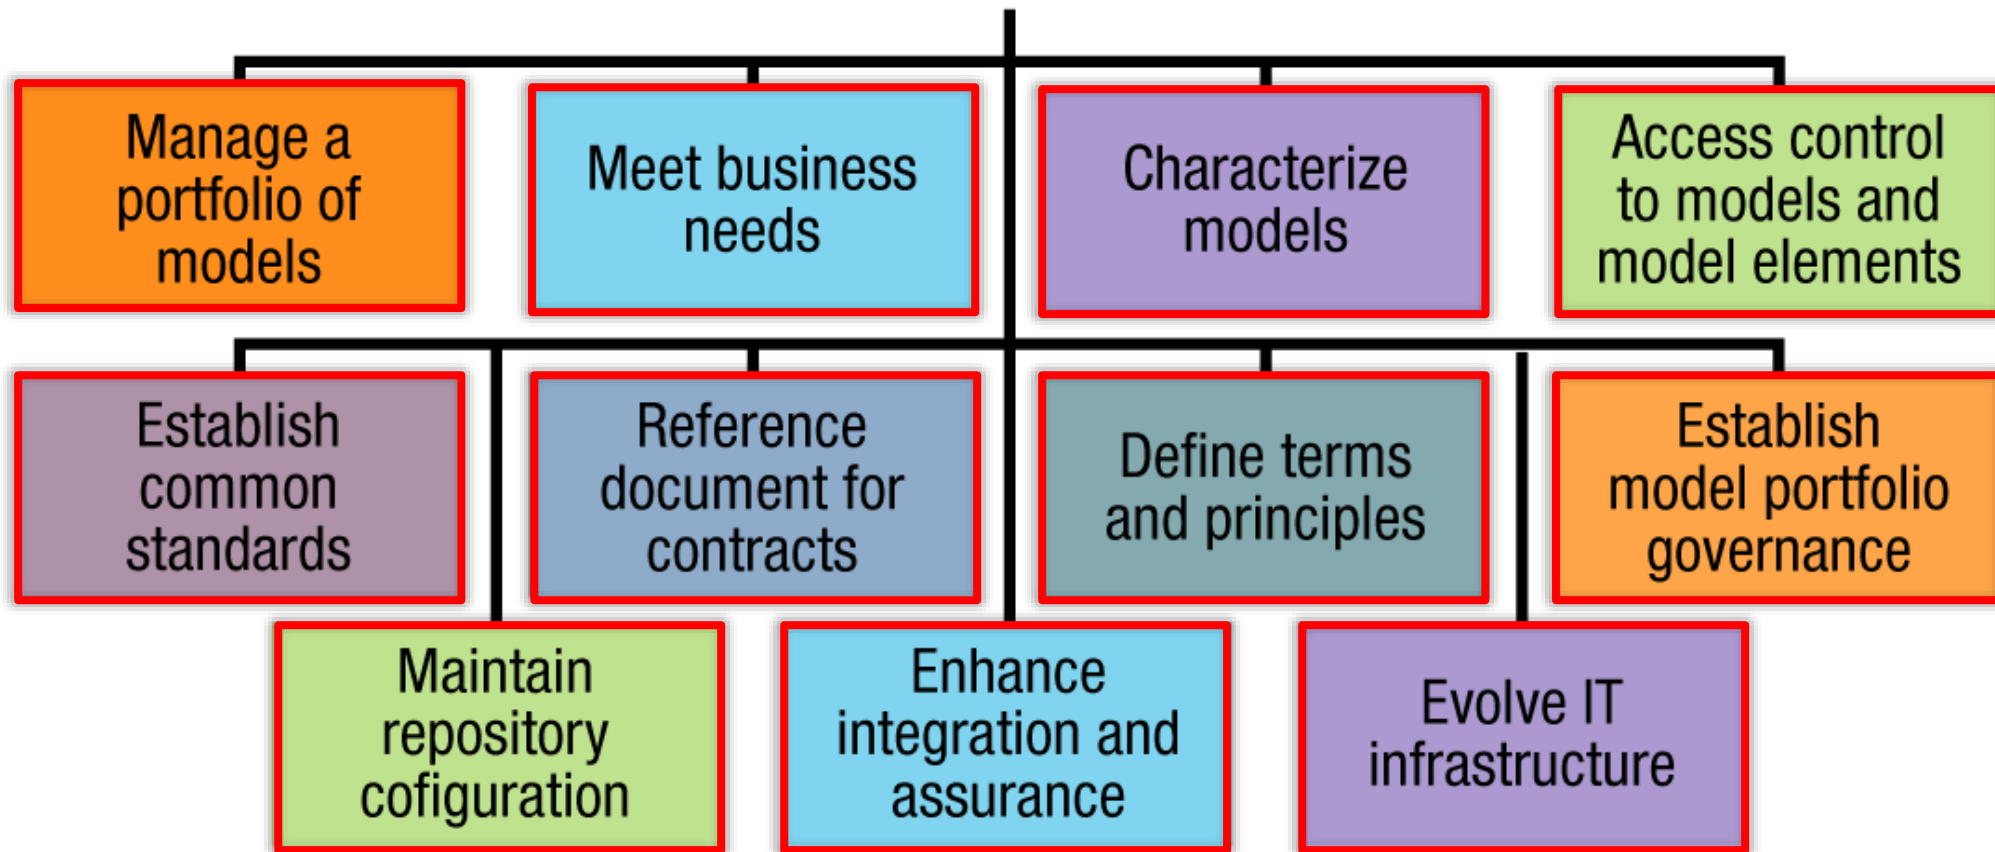 Manage a
portfolio of
models
Meet business
needs
Characterize
models
Access control
to models and
model elements
Establish
common
standards
Reference
document for
contracts
Define terms
and principles
Establish
model portfolio
governance
Maintain
repository
cofiguration
Enhance
integration and
assurance
Evolve IT
infrastructure